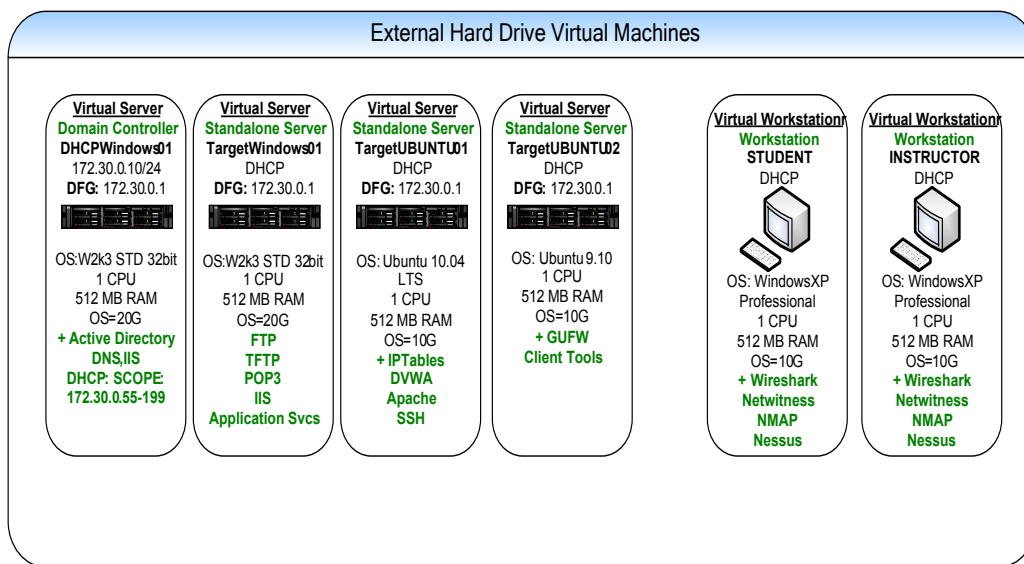 External Hard Drive Virtual Machines
Virtual Server
Domain Controller
DHCPWindows01
172.30.0.10/24
DFG: 172.30.0.1
OS:W2k3 STD 32bit
1 CPU
512 MB RAM
OS=20G
+ Active Directory
DNS,IIS
DHCP: SCOPE:
172.30.0.55-199
Virtual Server
Standalone Server
TargetWindows01
DHCP
DFG: 172.30.0.1
OS:W2k3 STD 32bit
1 CPU
512 MB RAM
OS=20G
FTP
TFTP
POP3
IIS
Application Svcs
Virtual Server
Standalone Server
TargetUBUNTU01
DHCP
DFG: 172.30.0.1
OS: Ubuntu 10.04
LTS
1 CPU
512 MB RAM
OS=10G
+ IPTables
DVWA
Apache
SSH
Virtual Server
Standalone Server
TargetUBUNTU02
DHCP
DFG: 172.30.0.1
OS: Ubuntu 9.10
1 CPU
512 MB RAM
OS=10G
+ GUFW
Client Tools
Virtual Workstationr
Workstation
STUDENT
DHCP
OS: WindowsXP
Professional
1 CPU
512 MB RAM
OS=10G
+ Wireshark
Netwitness
NMAP
Nessus
Virtual Workstationr
Workstation
INSTRUCTOR
DHCP
OS: WindowsXP
Professional
1 CPU
512 MB RAM
OS=10G
+ Wireshark
Netwitness
NMAP
Nessus